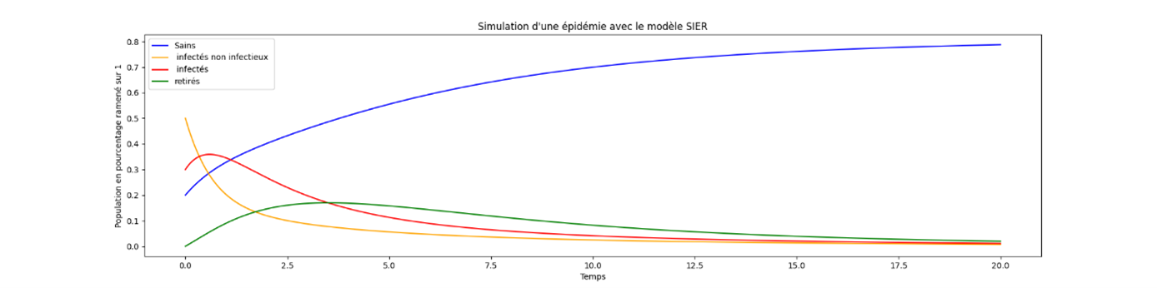 Simulation d'une épidémie avec le modèle SIER
Population en pourcentage ramené sur 1
0.8
0.7
0.6
0.5
0.4
0.3
0.2
0.1
0.0
Sains
infectés non infectieux
infectés
retirés
0.0 2.5 5.0 7.5 10.0 12.5 15.0 17.5 20.0
Temps